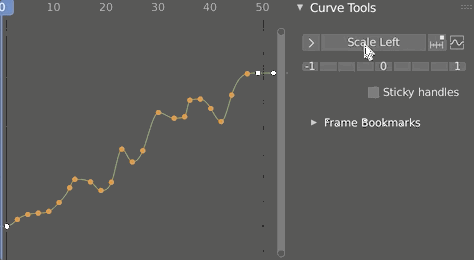 0 10 20 30 40 50
Curve Tools
Scale Left
-1 0 1
Sticky handles
Frame Bookmarks